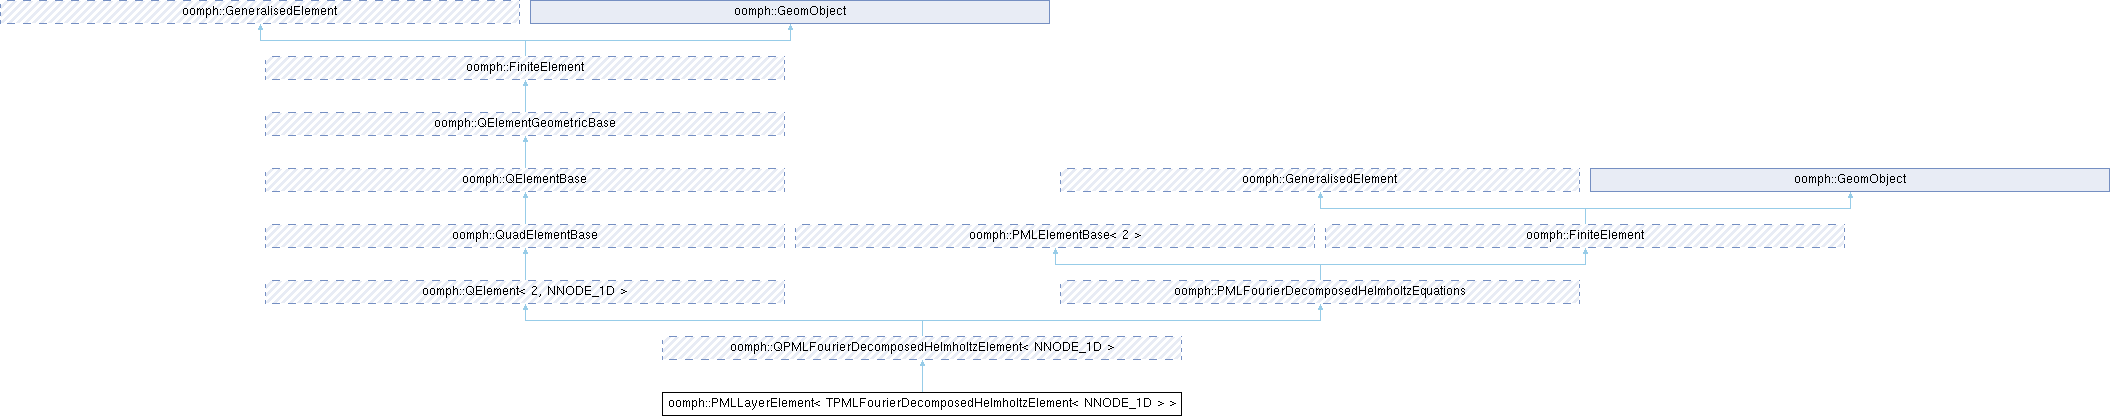 oomph::GeneralisedElement
oomph::GeomObject
oomph::FiniteElement
oomph::QElementGeometricBase
oomph::QElementBase
oomph::GeneralisedElement
oomph::GeomObject
oomph::QuadElementBase
oomph::PMLElementBase< 2 >
oomph::FiniteElement
oomph::QElement< 2, NNODE_1D >
oomph::PMLFourierDecomposedHelmholtzEquations
oomph::QPMLFourierDecomposedHelmholtzElement< NNODE_1D >
oomph::PMLLayerElement< TPMLFourierDecomposedHelmholtzElement< NNODE_1D > >